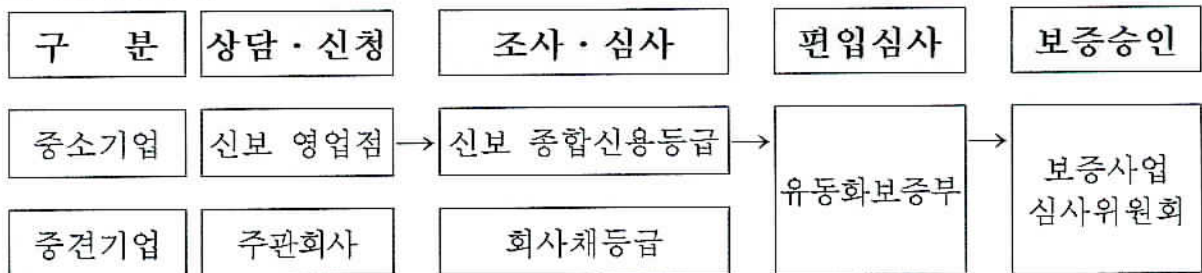 구 분 상담·신청 조사·심사 편입심사 보증승인
중소기업 신보 영업점 → 신보 종합신용등급 → 유동화보증부 → 보증사업
심사위원회
중견기업 주관회사 회사채등급